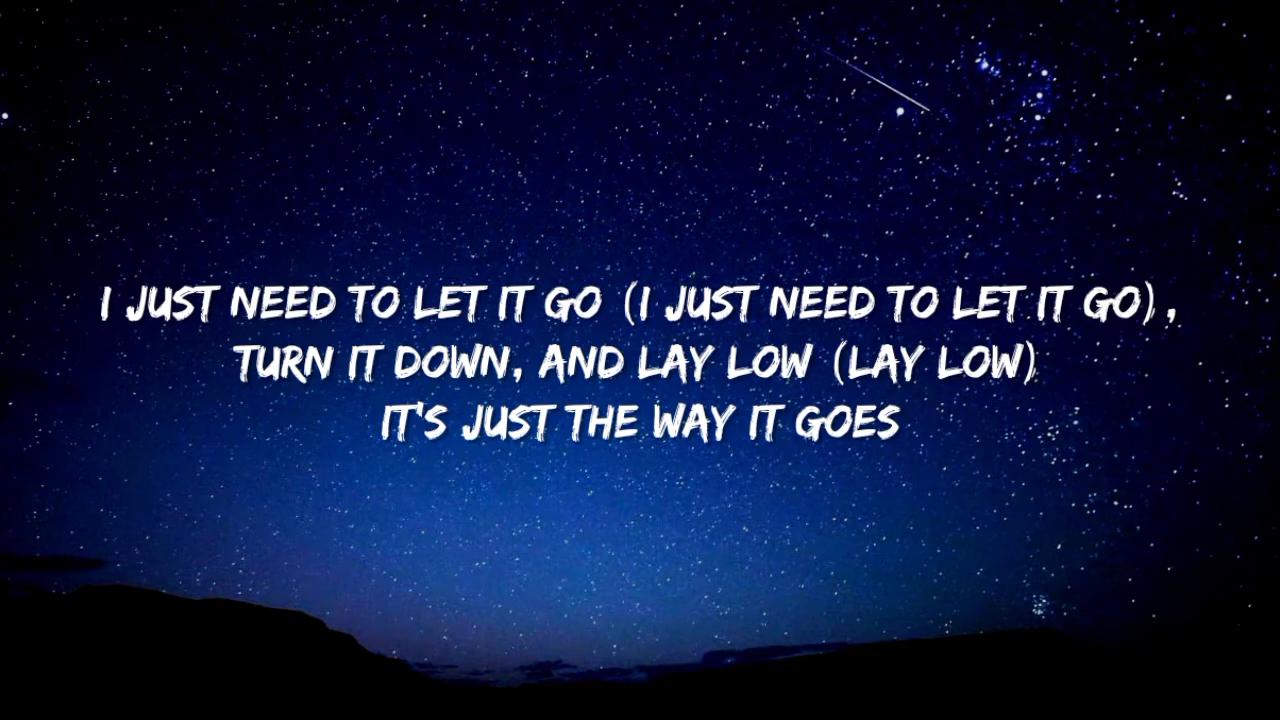 I JUST NEED TO LET IT GO (I JUST NEED TO LET IT GO),
TURN IT DOWN, AND LAY LOW (LAY LOW)
IT'S JUST THE WAY IT GOES